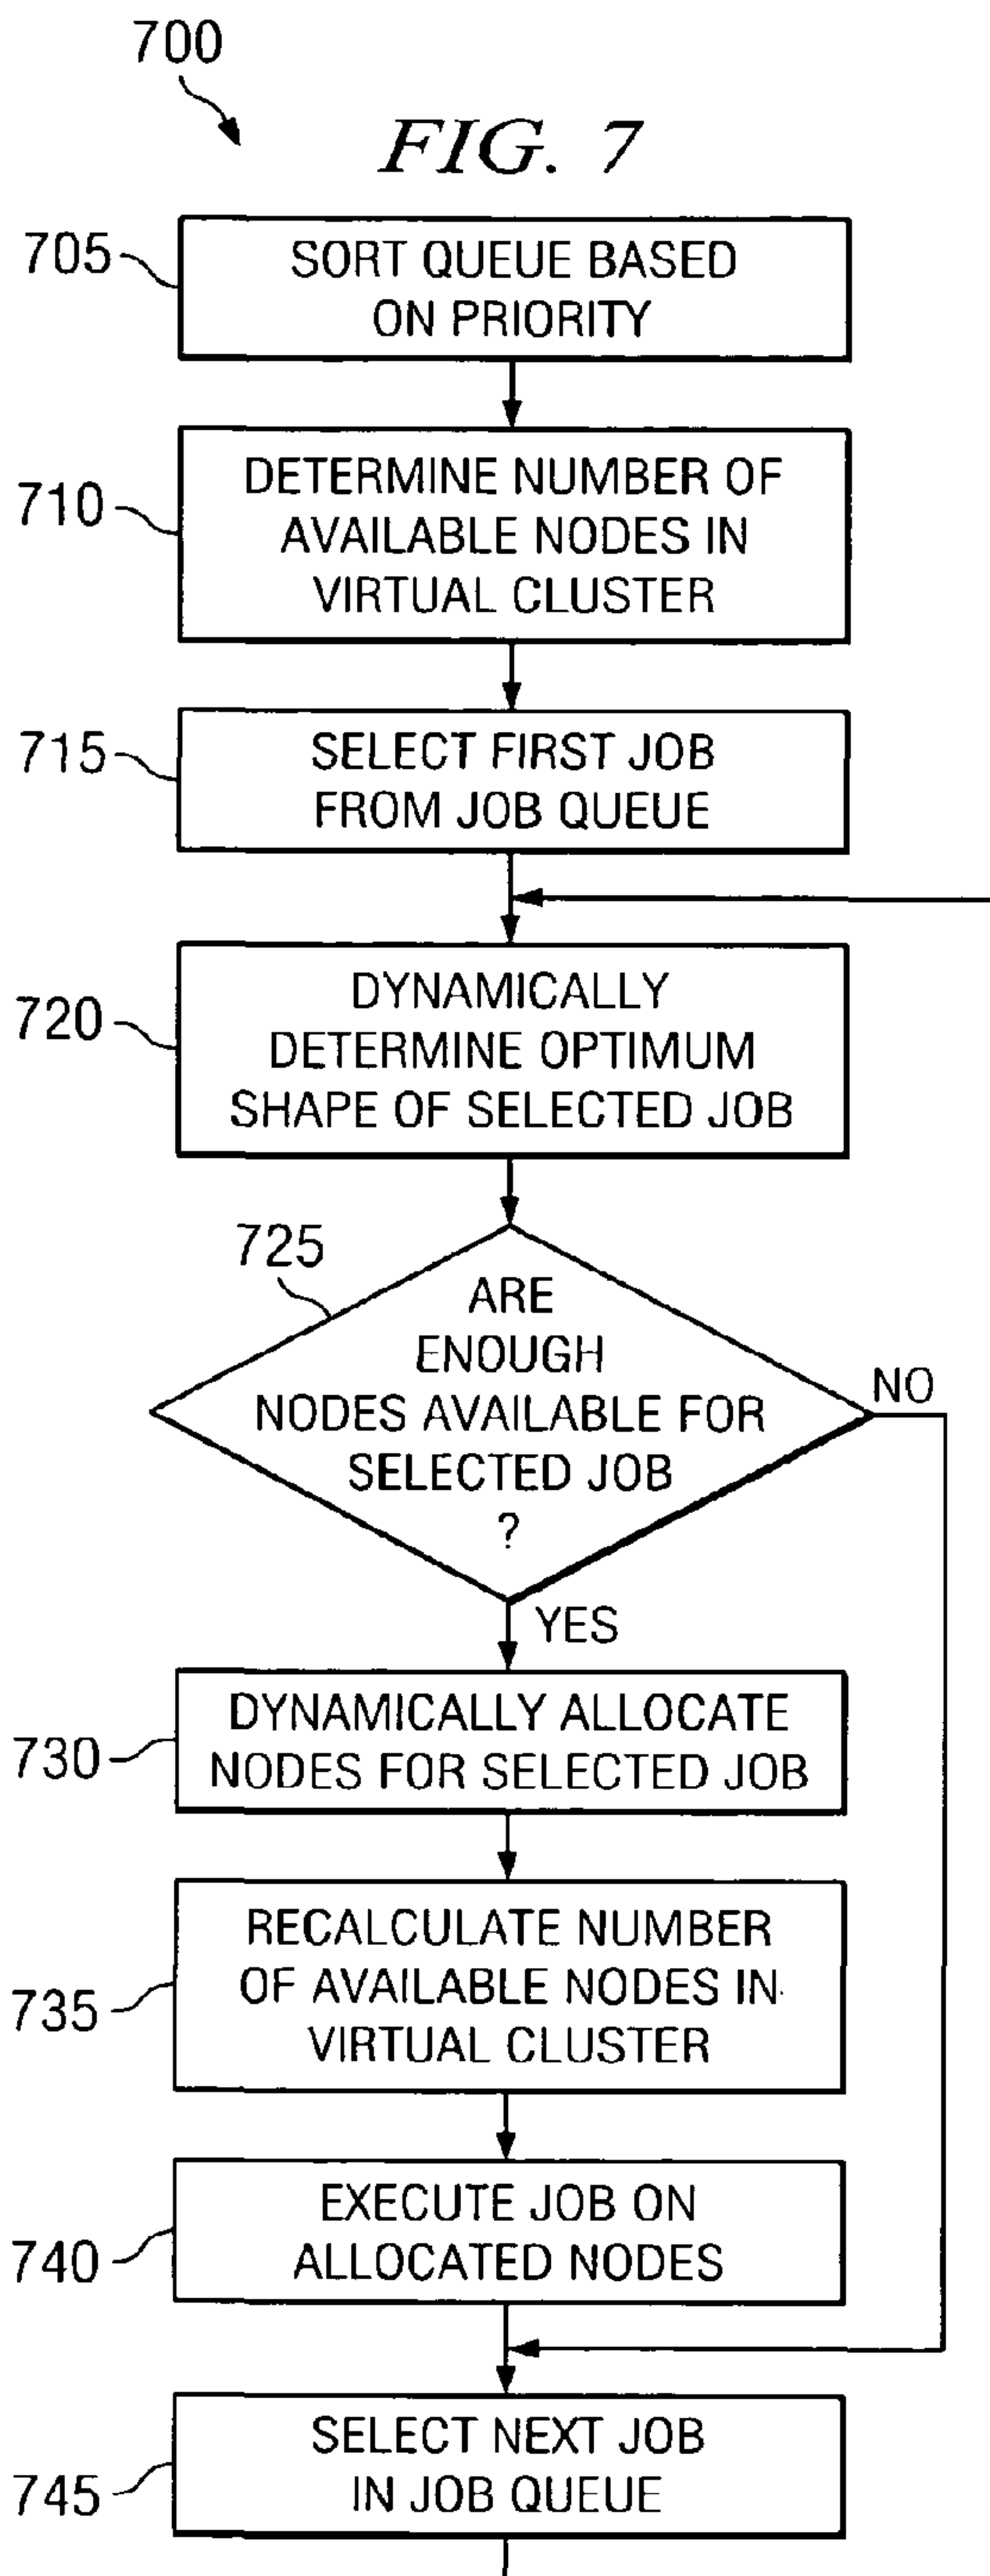 700
FIG. 7
705
SORT QUEUE BASED
ON PRIORITY
710
DETERMINE NUMBER OF
AVAILABLE NODES IN
VIRTUAL CLUSTER
715
SELECT FIRST JOB
FROM JOB QUEUE
720
DYNAMICALLY
DETERMINE OPTIMUM
SHAPE OF SELECTED JOB
725
ARE
ENOUGH
NODES AVAILABLE FOR
SELECTED JOB
?
NO
YES
730
DYNAMICALLY ALLOCATE
NODES FOR SELECTED JOB
735
RECALCULATE NUMBER
OF AVAILABLE NODES IN
VIRTUAL CLUSTER
740
EXECUTE JOB ON
ALLOCATED NODES
745
SELECT NEXT JOB
IN JOB QUEUE